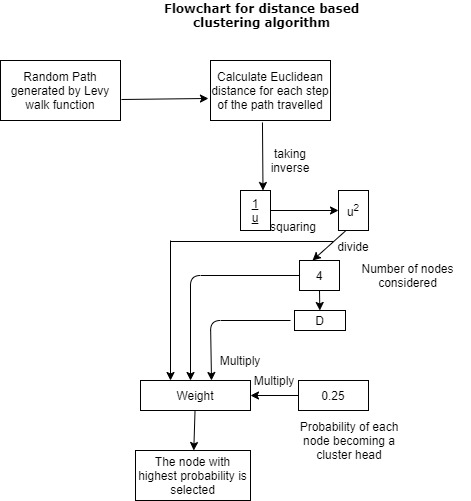 Flowchart for distance based
clustering algorithm
Random Path
generated by Levy
walk function
Calculate Euclidean
distance for each step
of the path travelled
taking
inverse
1
u
squaring
u²
divide
4
Number of nodes
considered
D
Multiply
Weight
Multiply
0.25
Probability of each
node becoming a
cluster head
The node with
highest probability is
selected